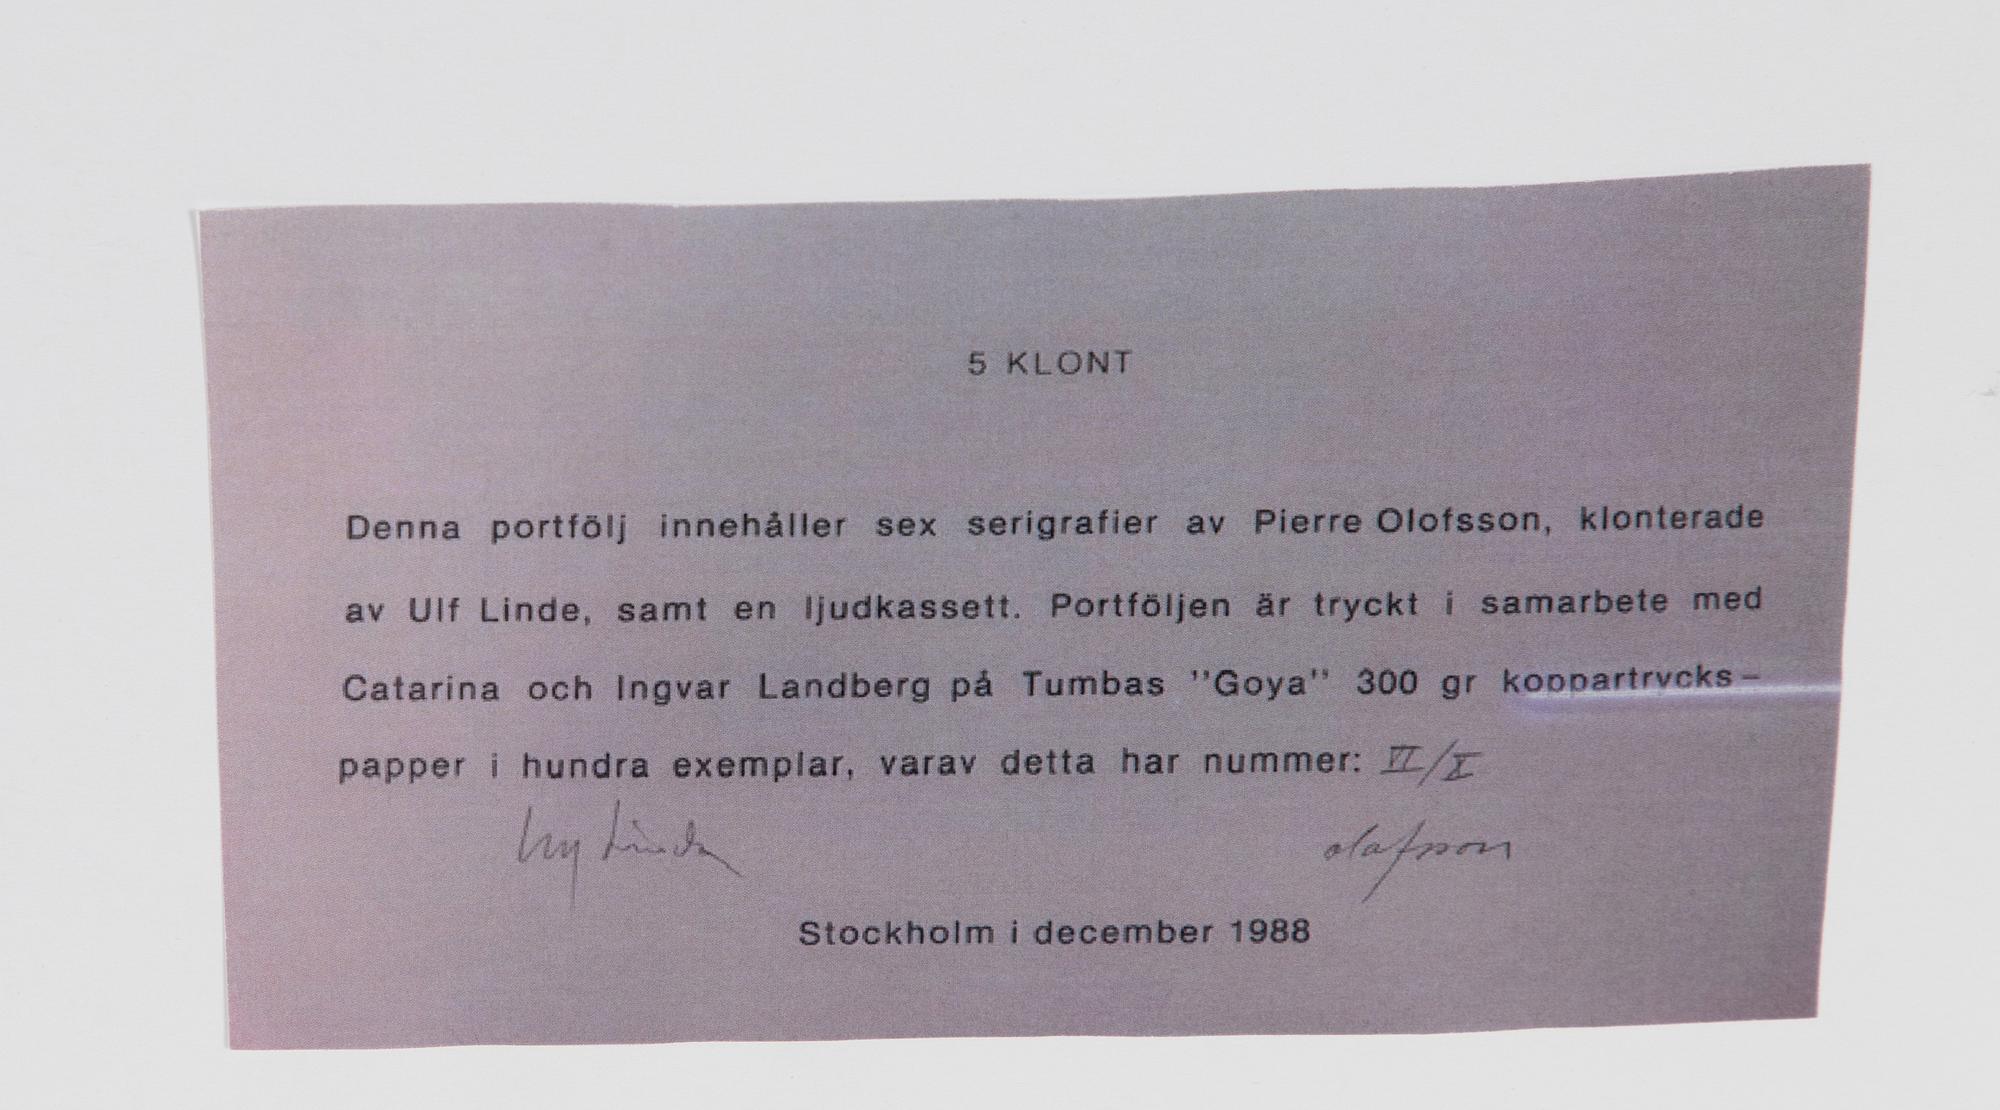 5 KLONT
Denna portfölj innehåller sex serigrafier av Pierre Olofsson, klonterade
av Ulf Linde, samt en ljudkassett. Portföljen är tryckt i samarbete med
Catarina och Ingvar Landberg på Tumbas "Goya" 300 gr koppartrycks-
papper i hundra exemplar, varav detta har nummer: VI/X
Ulf Linde olofsson
Stockholm i december 1988